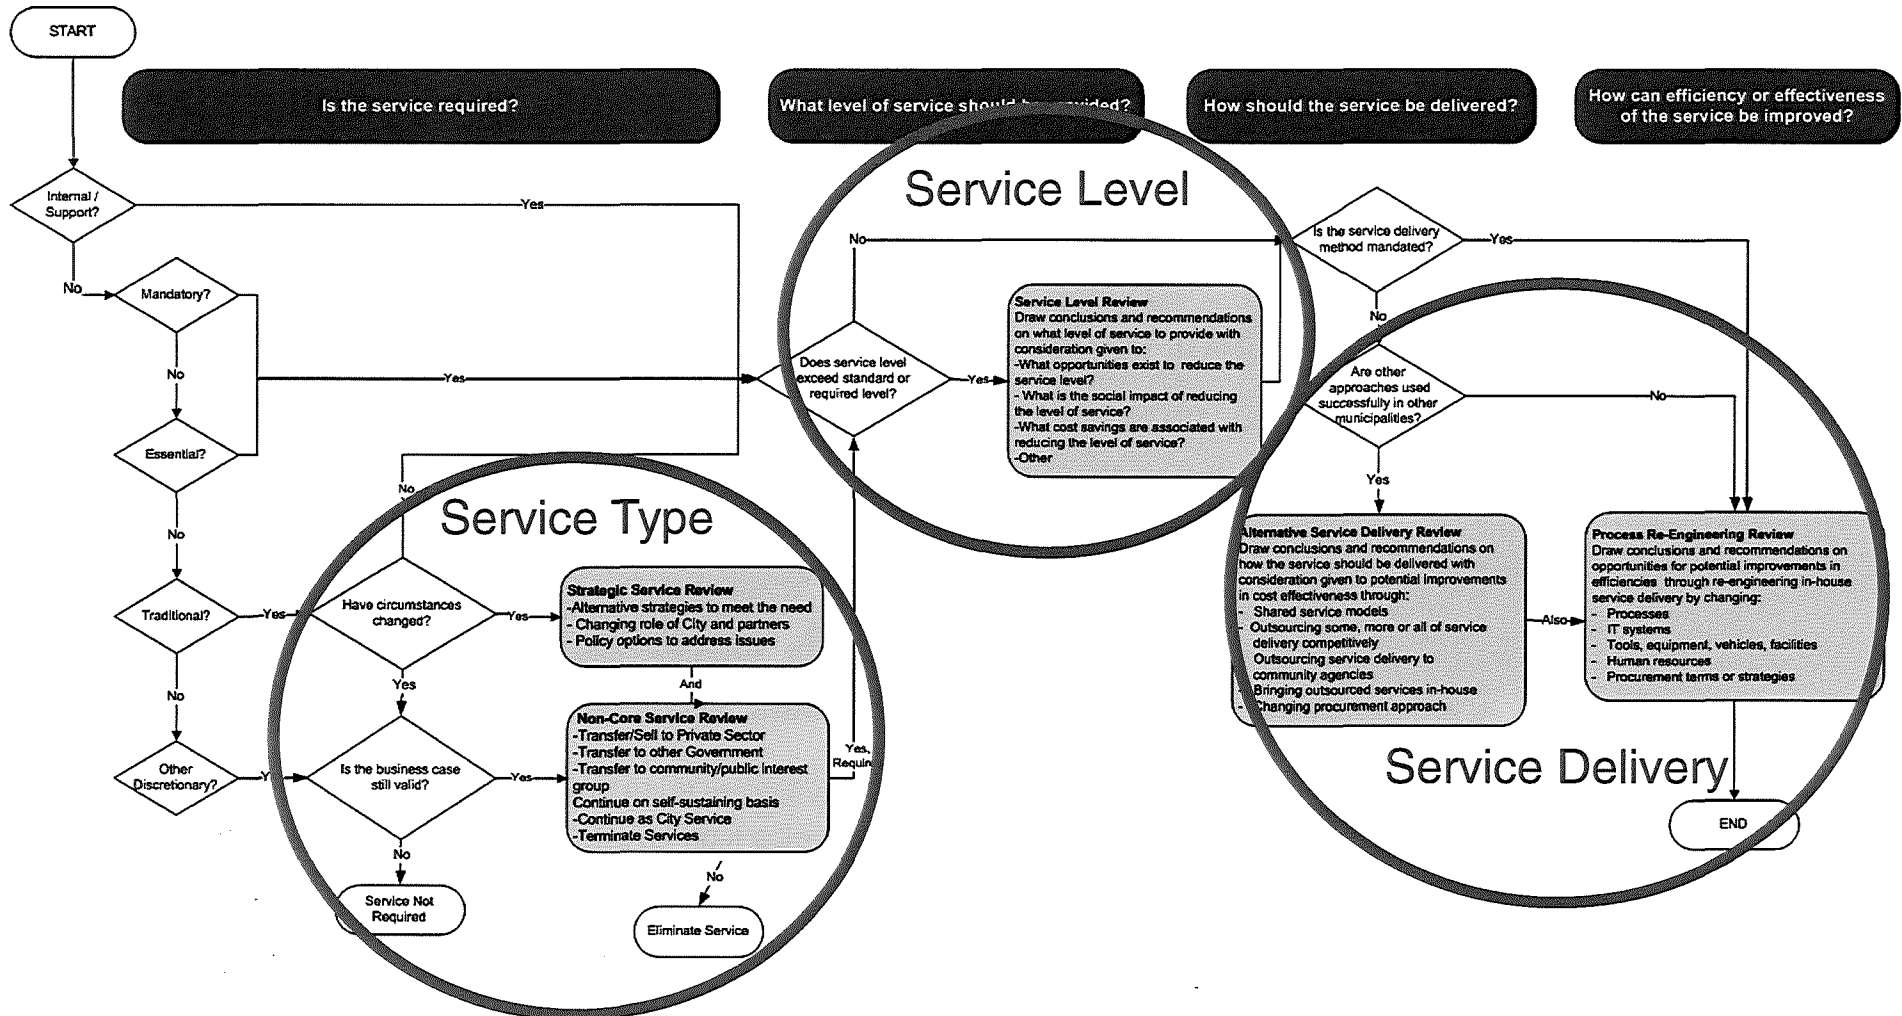 START
Is the service required?
What level of service should be provided?
How should the service be delivered?
How can efficiency or effectiveness
of the service be improved?
Internal /
Support?
Yes
No
Mandatory?
No
Yes
Essential?
No
Traditional?
Yes
No
Other
Discretionary?
Service Type
No
Have circumstances
changed?
Yes
Yes
Is the business case
still valid?
Yes
No
Service Not
Required
Strategic Service Review
-Alternative strategies to meet the need
- Changing role of City and partners
- Policy options to address issues
And
Non-Core Service Review
-Transfer/Sell to Private Sector
-Transfer to other Government
-Transfer to community/public interest
group
Continue on self-sustaining basis
-Continue as City Service
-Terminate Services
Yes,
No
Eliminate Service
Service Level
No
Does service level
exceed standard or
required level?
Yes
Service Level Review
Draw conclusions and recommendations
on what level of service to provide with
consideration given to:
-What opportunities exist to reduce the
service level?
- What is the social impact of reducing
the level of service?
-What cost savings are associated with
reducing the level of service?
-Other
Is the service delivery
method mandated?
Yes
No
Are other
approaches used
successfully in other
municipalities?
No
Yes
Alternative Service Delivery Review
Draw conclusions and recommendations on
how the service should be delivered with
consideration given to potential improvements
in cost effectiveness through:
- Shared service models
- Outsourcing some, more or all of service
delivery competitively
Outsourcing service delivery to
community agencies
- Bringing outsourced services in-house
- Changing procurement approach
Also
Process Re-Engineering Review
Draw conclusions and recommendations on
opportunities for potential improvements in
efficiencies through re-engineering in-house
service delivery by changing:
- Processes
- IT systems
- Tools, equipment, vehicles, facilities
- Human resources
- Procurement terms or strategies
Service Delivery
END